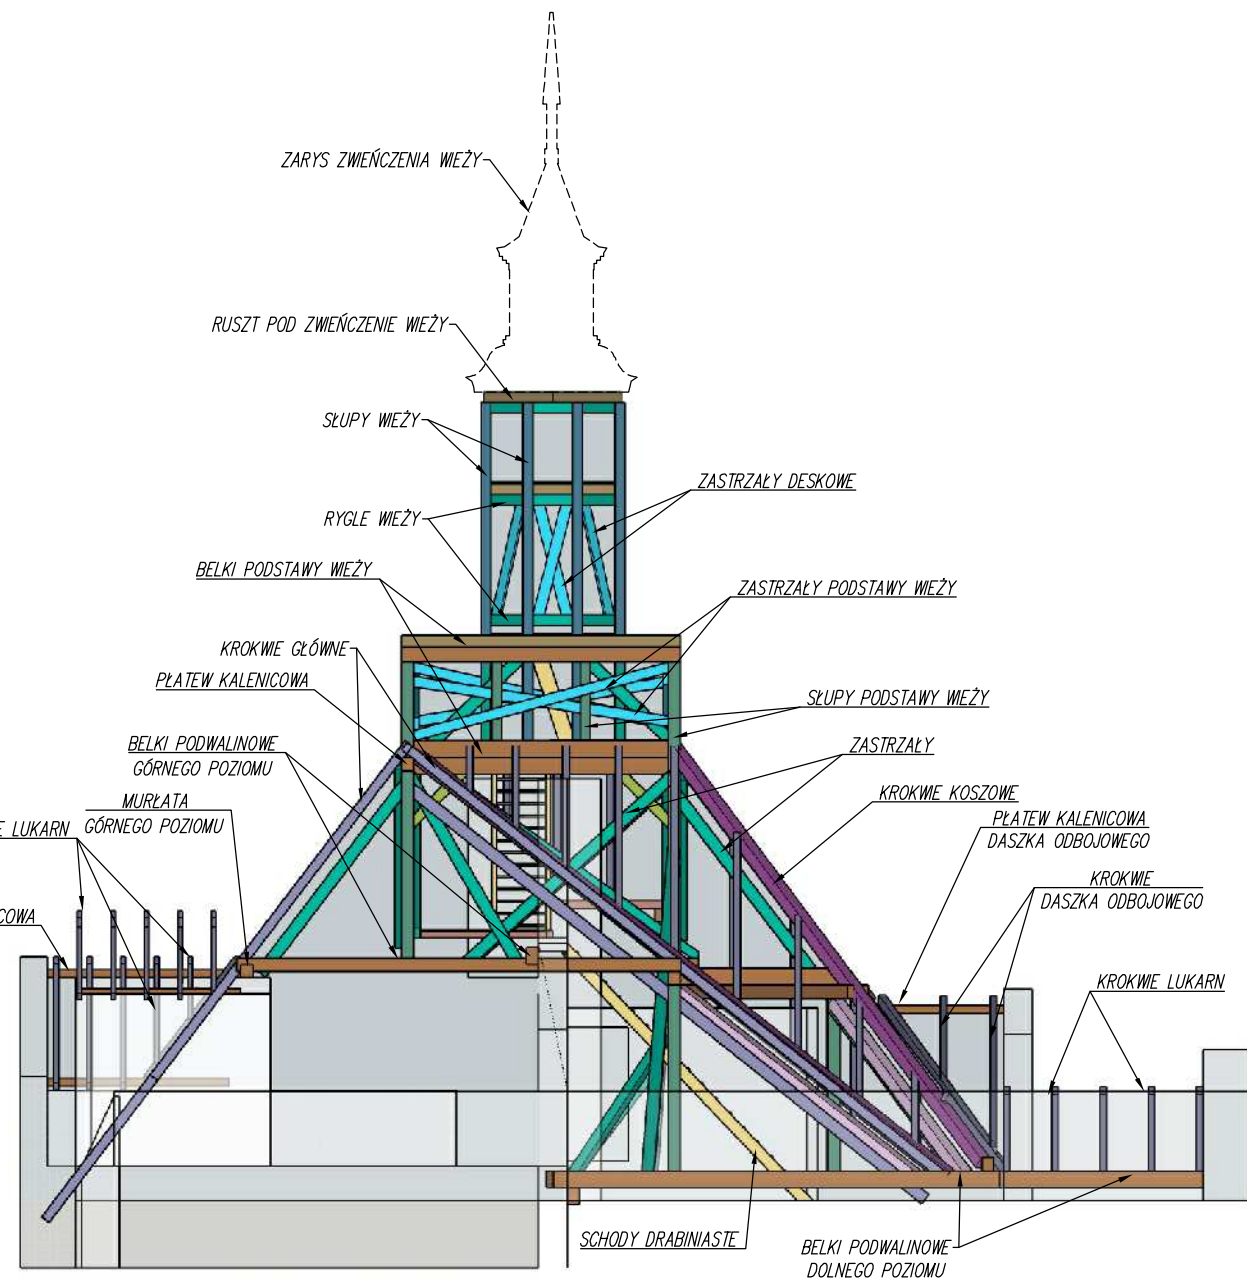 ZARYS ZWIEŃCZENIA WIEŻY
RUSZT POD ZWIEŃCZENIE WIEŻY
SŁUPY WIEŻY
ZASTRZAŁY DESKOWE
RYGLE WIEŻY
BELKI PODSTAWY WIEŻY
ZASTRZAŁY PODSTAWY WIEŻY
KROKWIE GŁÓWNE
PŁATEW KALENICOWA
SŁUPY PODSTAWY WIEŻY
BELKI PODWALINOWE
GÓRNEGO POZIOMU
ZASTRZAŁY
KROKWIE KOSZOWE
MURŁATA
GÓRNEGO POZIOMU
PŁATEW KALENICOWA
DASZKA ODBOJOWEGO
E LUKARN
KROKWIE
DASZKA ODBOJOWEGO
COWA
KROKWIE LUKARN
SCHODY DRABINIASTE
BELKI PODWALINOWE
DOLNEGO POZIOMU